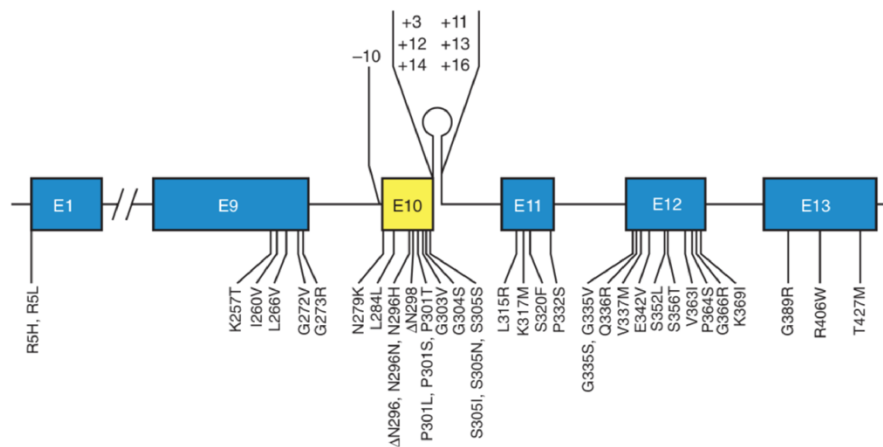 +3 +11
+12 +13
+14 +16
−10
E1
E9
E10
E11
E12
E13
R5H, R5L
K257T
I260V
L266V
G272V
G273R
N279K
L284L
ΔN296, N296N, N296H
ΔN298
P301L, P301S, P301T
G303V
G304S
S305I, S305N, S305S
L315R
K317M
S320F
P332S
G335S, G335V
Q336R
V337M
E342V
S352L
S356T
V363I
P364S
G366R
K369I
G389R
R406W
T427M